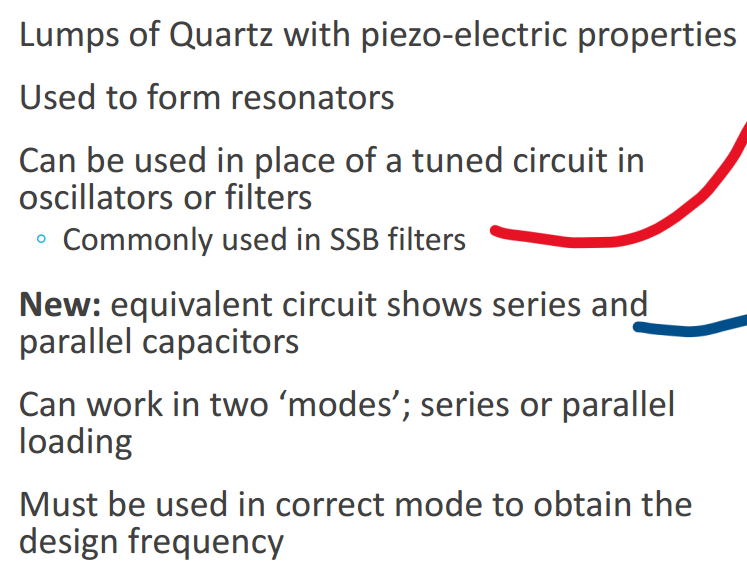 Lumps of Quartz with piezo-electric properties
Used to form resonators
Can be used in place of a tuned circuit in
oscillators or filters
Commonly used in SSB filters
New: equivalent circuit shows series and
parallel capacitors
Can work in two ‘modes’; series or parallel
loading
Must be used in correct mode to obtain the
design frequency